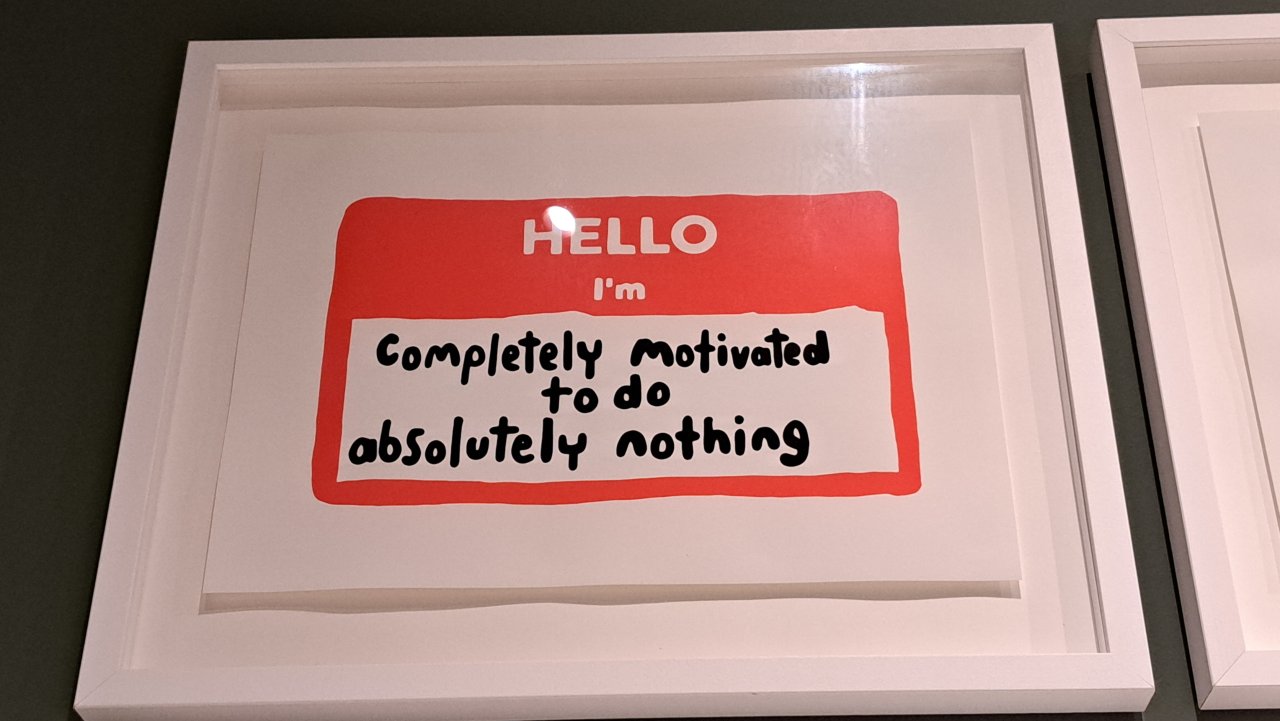 HELLO
I'm
Completely motivated
to do
absolutely nothing